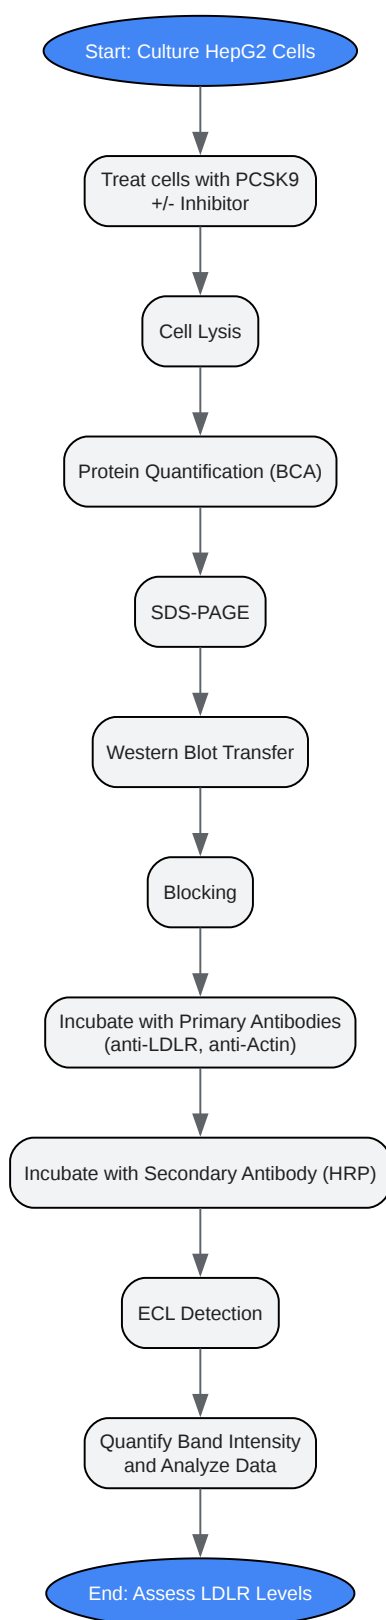 Start: Culture HepG2 Cells
Treat cells with PCSK9
+/- Inhibitor
Cell Lysis
Protein Quantification (BCA)
SDS-PAGE
Western Blot Transfer
Blocking
Incubate with Primary Antibodies
(anti-LDLR, anti-Actin)
Incubate with Secondary Antibody (HRP)
ECL Detection
Quantify Band Intensity
and Analyze Data
End: Assess LDLR Levels